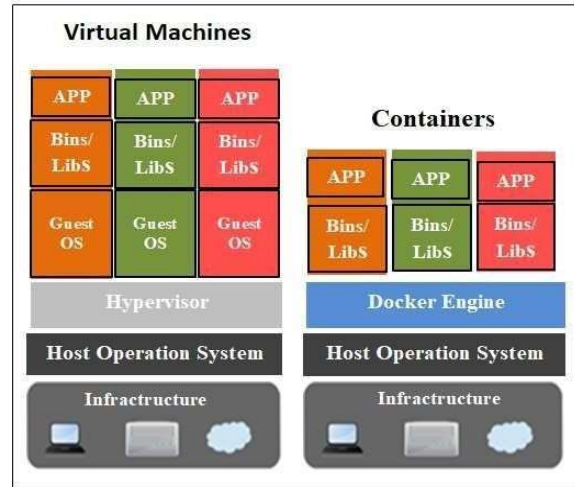 Virtual Machines
APP
APP
APP
Bins/
LibS
Bins/
LibS
Bins/
LibS
Guest
OS
Guest
OS
Guest
OS
Hypervisor
Host Operation System
Infractructure
Containers
APP
APP
APP
Bins/
LibS
Bins/
LibS
Bins/
LibS
Docker Engine
Host Operation System
Infractructure